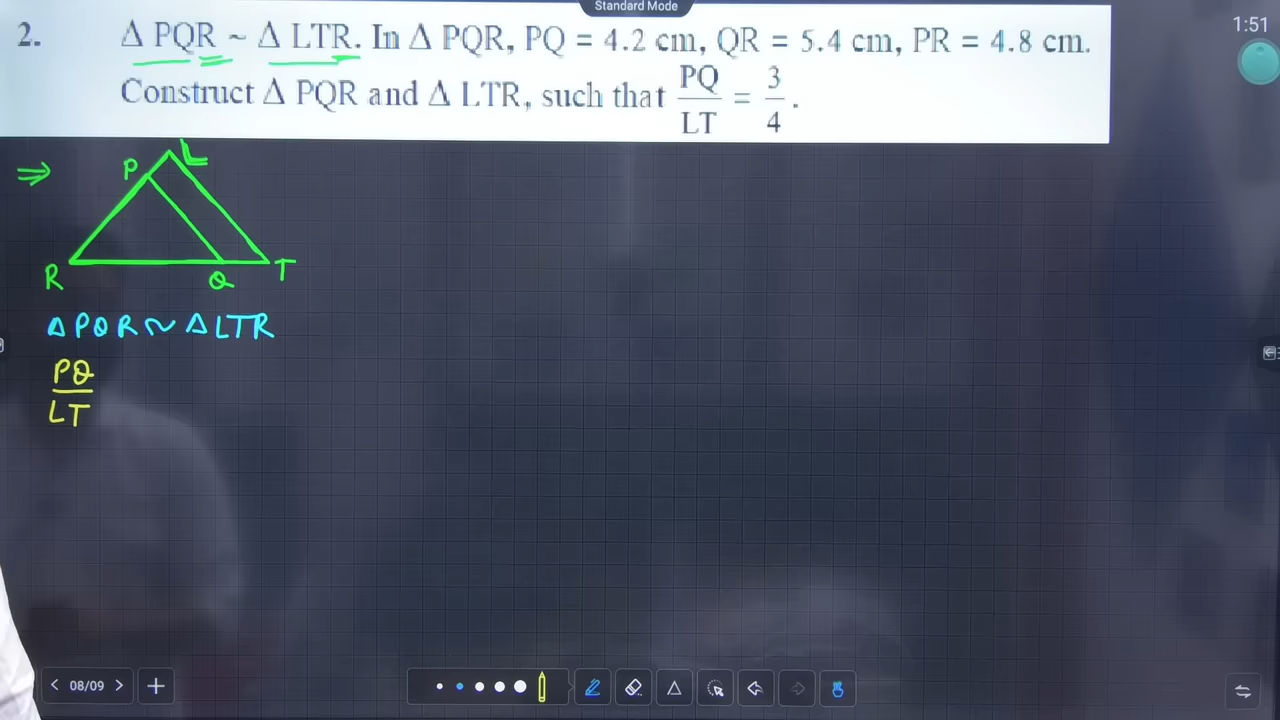 Standard Mode
1:51
2. Δ PQR ~ Δ LTR. In Δ PQR, PQ = 4.2 cm, QR = 5.4 cm, PR = 4.8 cm.
Construct Δ PQR and Δ LTR, such that PQ/LT = 3/4.
⇒
P L
R Q T
Δ PQR ~ Δ LTR
PQ
LT
08/09